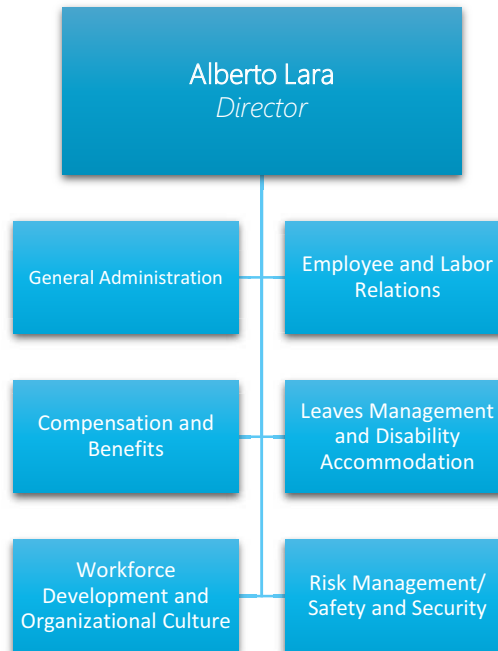 Alberto Lara
Director
General Administration
Employee and Labor
Relations
Compensation and
Benefits
Leaves Management
and Disability
Accommodation
Workforce
Development and
Organizational Culture
Risk Management/
Safety and Security